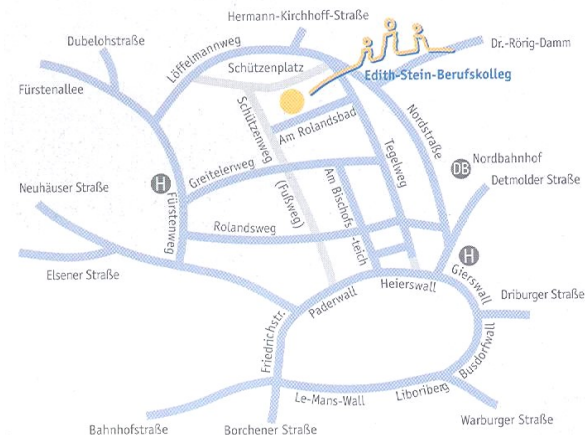 Hermann-Kirchhoff-Straße
Dubelohstraße
Löffelmannweg
Dr.-Rörig-Damm
Schützenplatz
Edith-Stein-Berufskolleg
Fürstenallee
Schützenweg
(Fußweg)
Am Rolandsbad
Nordstraße
Tegelweg
DB
Nordbahnhof
Detmolder Straße
Greiteierweg
H
Neuhäuser Straße
Fürstenweg
Am Bischofs
-teich
Rolandsweg
H
Elsener Straße
Gierswall
Heierswall
Paderwall
Driburger Straße
Friedrichstr.
Busdorfwall
Le-Mans-Wall
Liboriberg
Warburger Straße
Bahnhofstraße
Borchener Straße